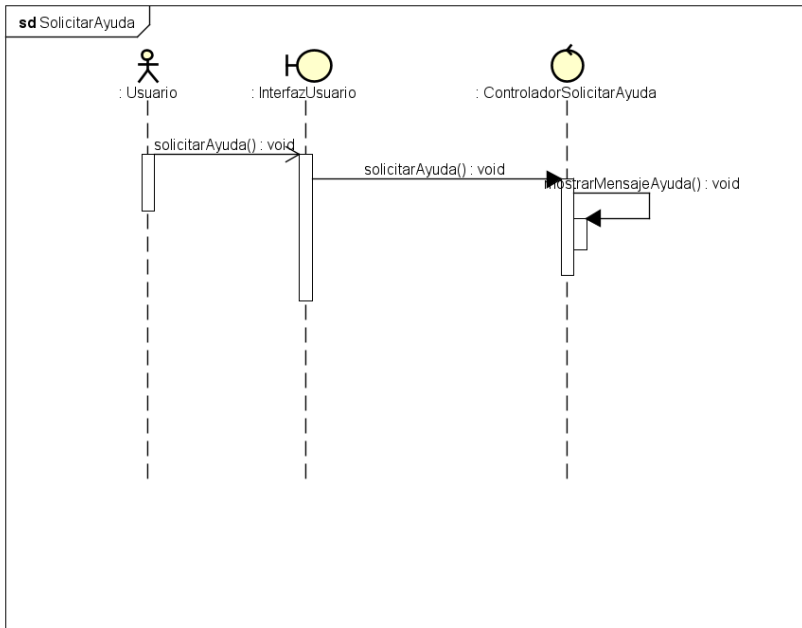 sd SolicitarAyuda
: Usuario
: InterfazUsuario
: ControladorSolicitarAyuda
solicitarAyuda() : void
solicitarAyuda() : void
mostrarMensajeAyuda() : void